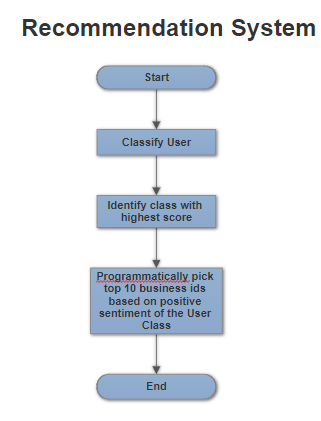 Recommendation System
Start
Classify User
Identify class with
highest score
Programmatically pick
top 10 business ids
based on positive
sentiment of the User
Class
End